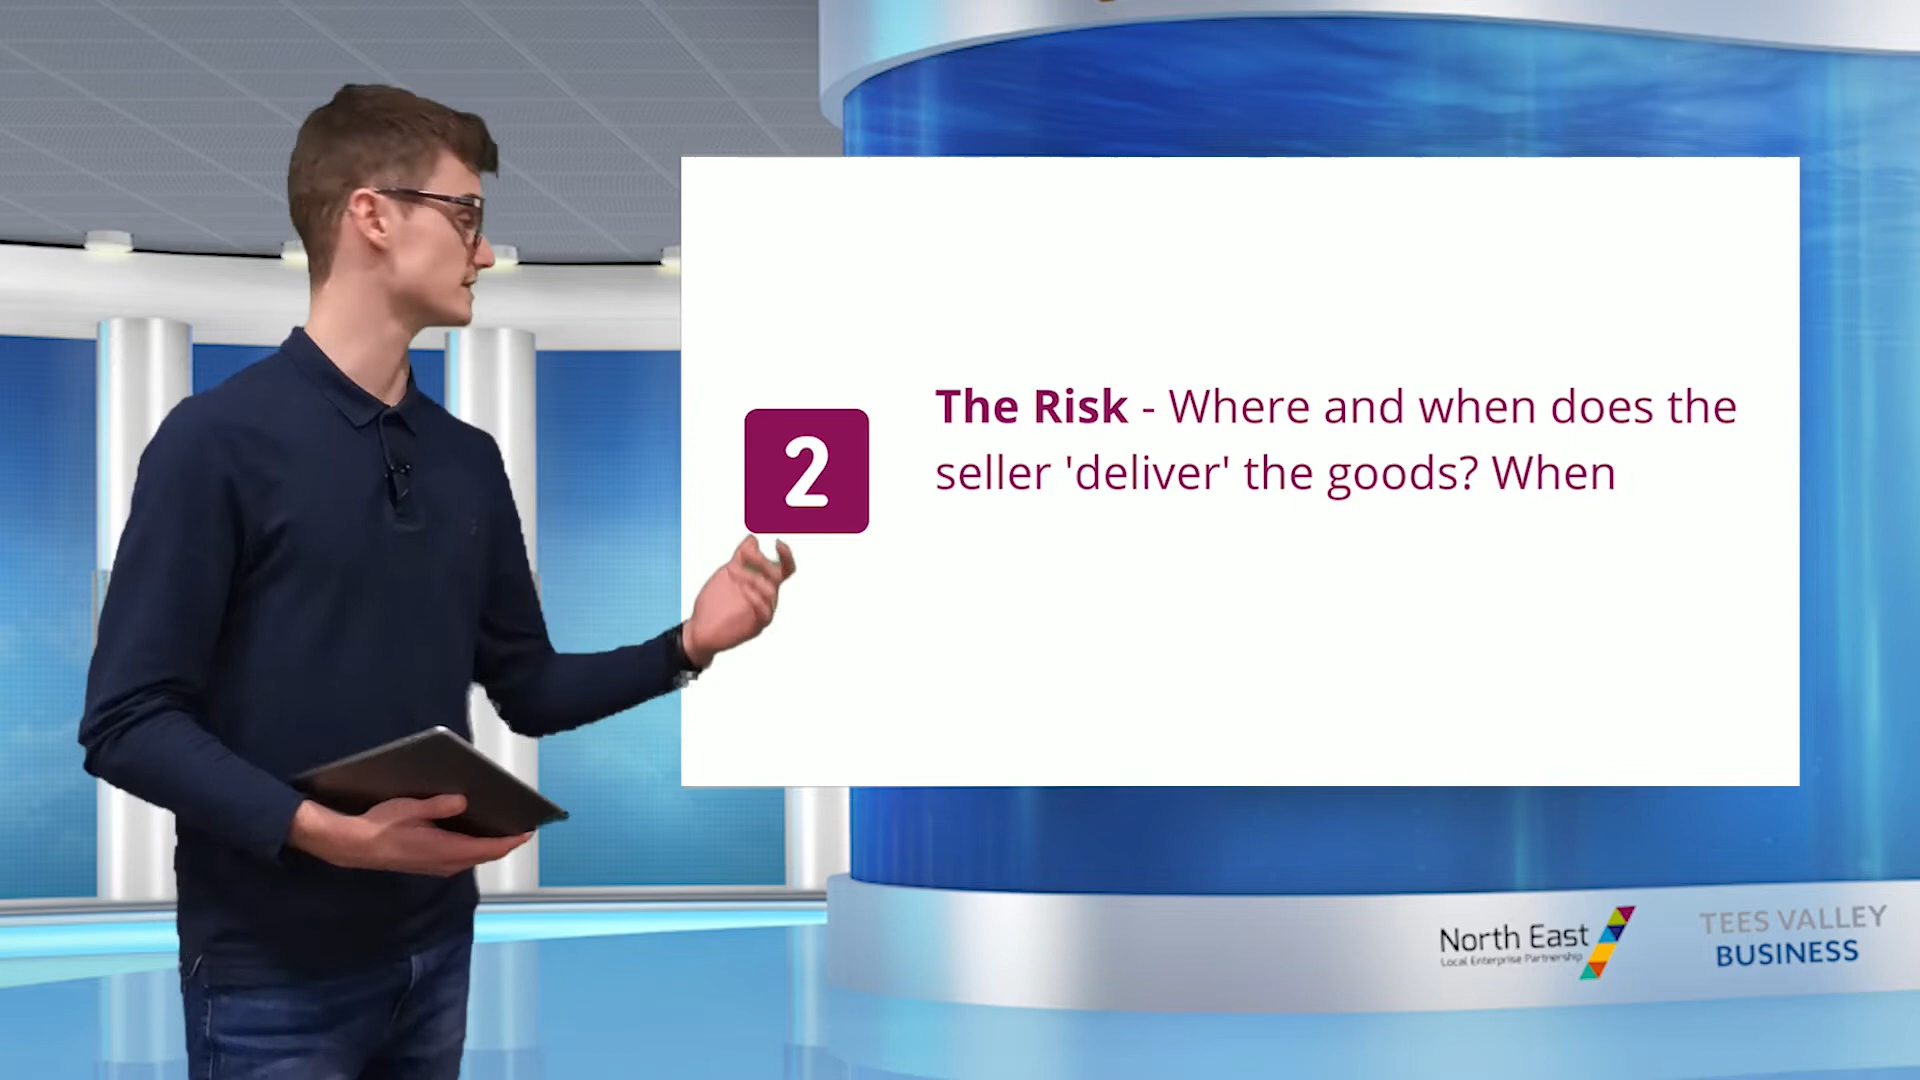 2
The Risk - Where and when does the
seller 'deliver' the goods? When
North East
Local Enterprise Partnership
TEES VALLEY
BUSINESS